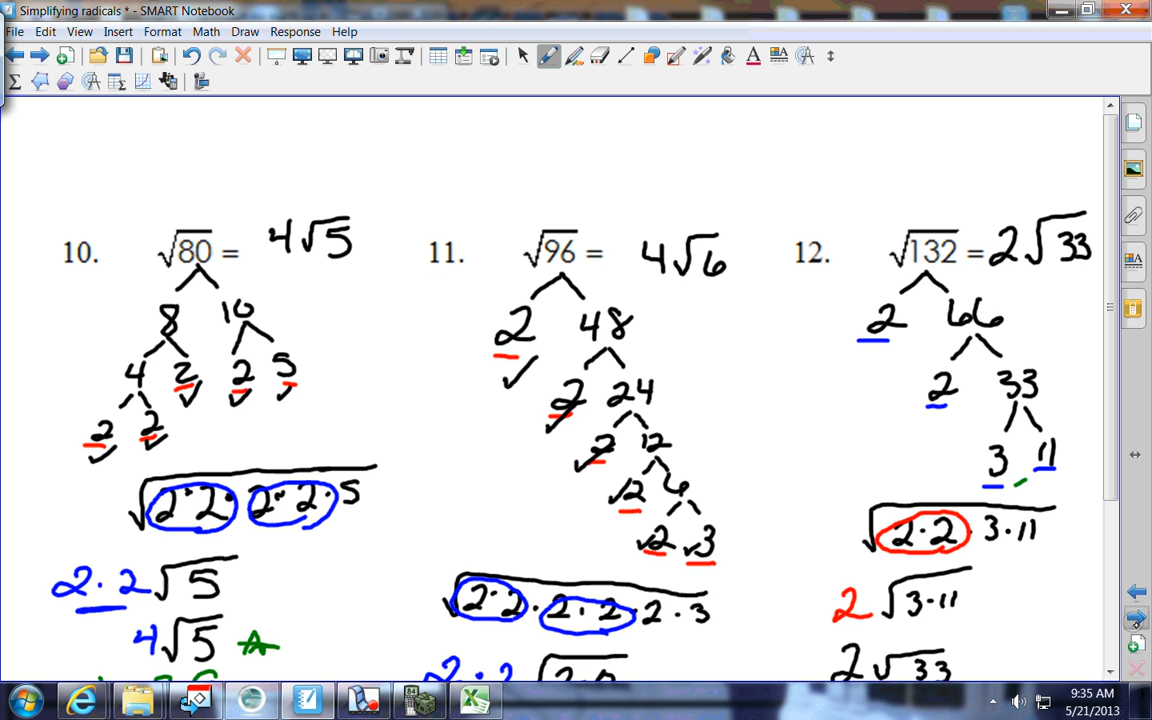 Simplifying radicals * - SMART Notebook
File Edit View Insert Format Math Draw Response Help
10. √80 = 4√5
8 10
4 2 2 5
2 2
√2·2·2·2·5
2·2√5
4√5
11. √96 = 4√6
2 48
2 24
2 12
2 6
2 3
√2·2·2·2·2·3
2·2
12. √132 = 2√33
2 66
2 33
3 11
√2·2·3·11
2√3·11
2√33
9:35 AM
5/21/2013